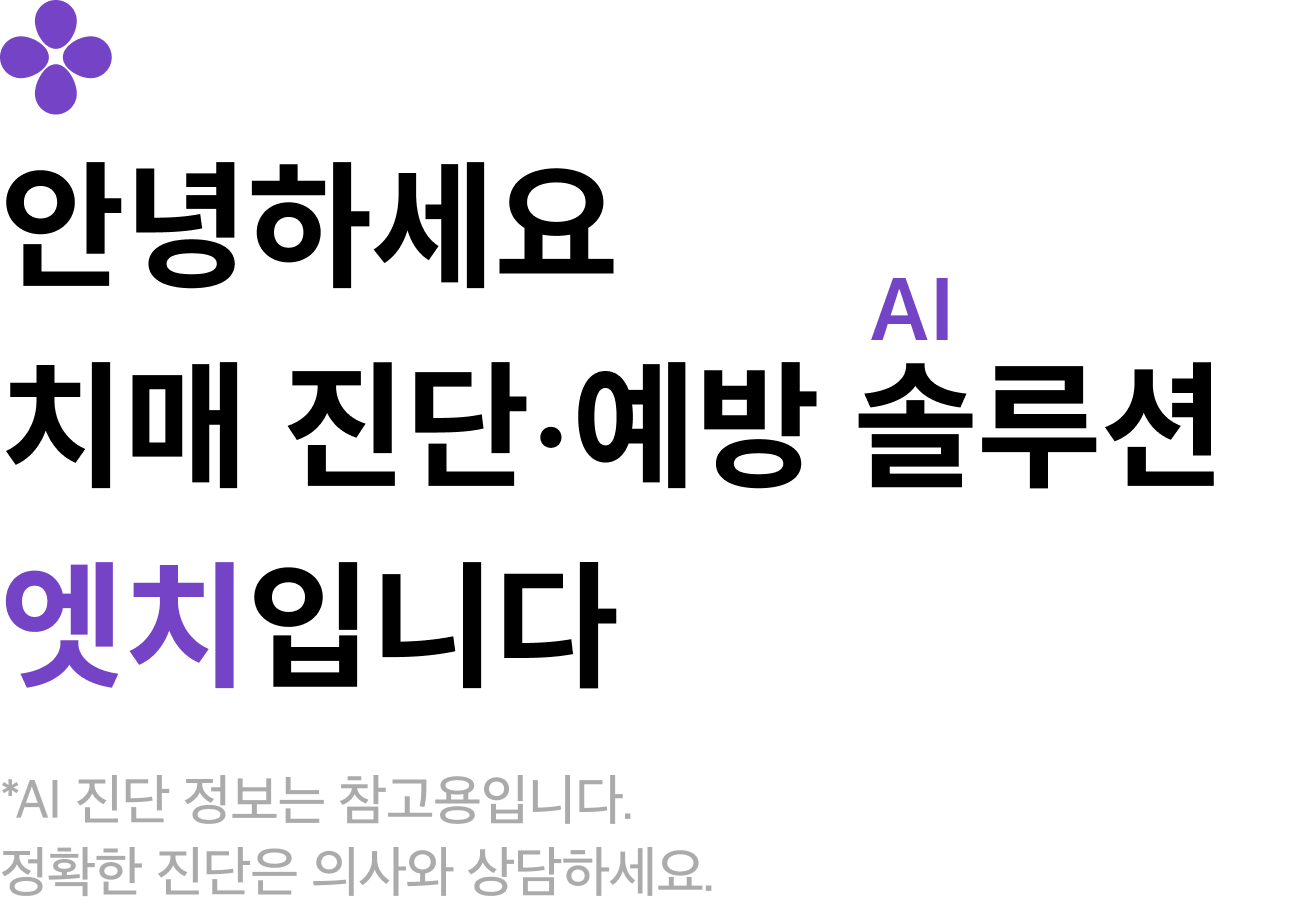 안녕하세요
AI
치매 진단·예방 솔루션
엣치입니다
*AI 진단 정보는 참고용입니다.
정확한 진단은 의사와 상담하세요.